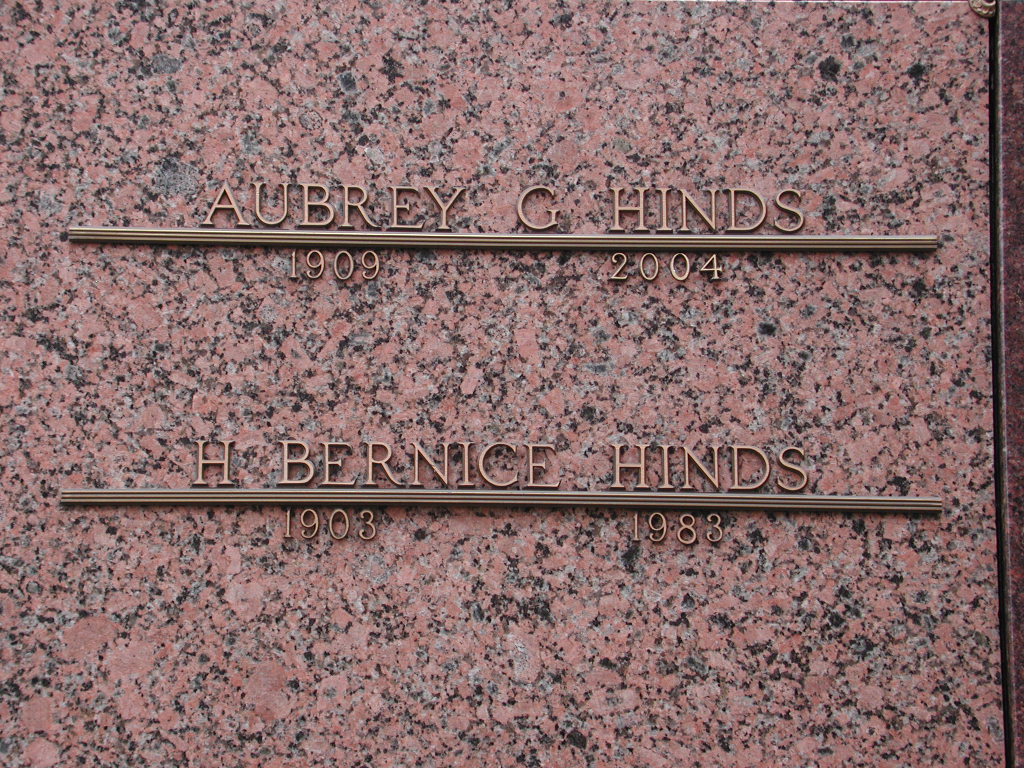 AUBREY G HINDS
1909 2004
H BERNICE HINDS
1903 1983